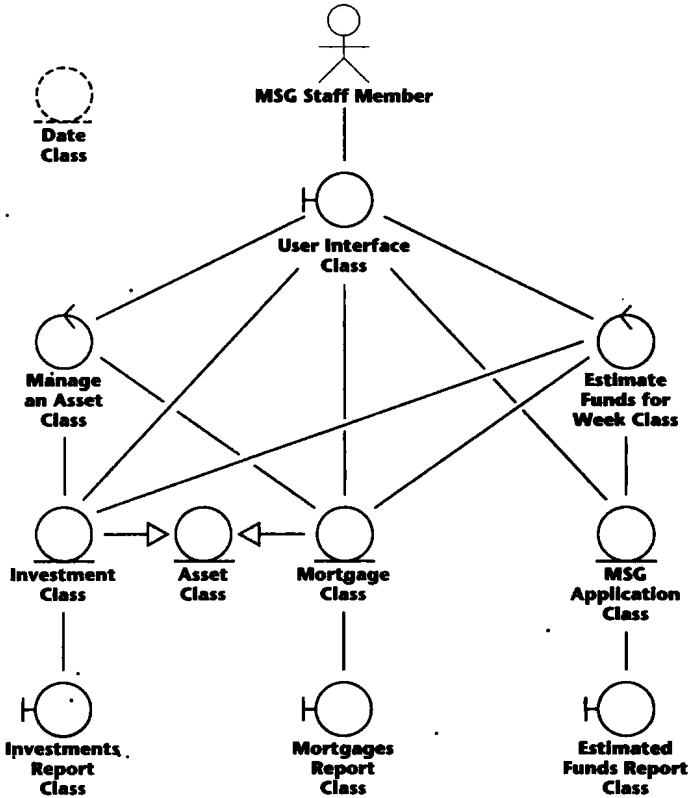 MSG Staff Member
Date
Class
User Interface
Class
Manage
an Asset
Class
Estimate
Funds for
Week Class
Investment
Class
Asset
Class
Mortgage
Class
MSG
Application
Class
Investments
Report
Class
Mortgages
Report
Class
Estimated
Funds Report
Class